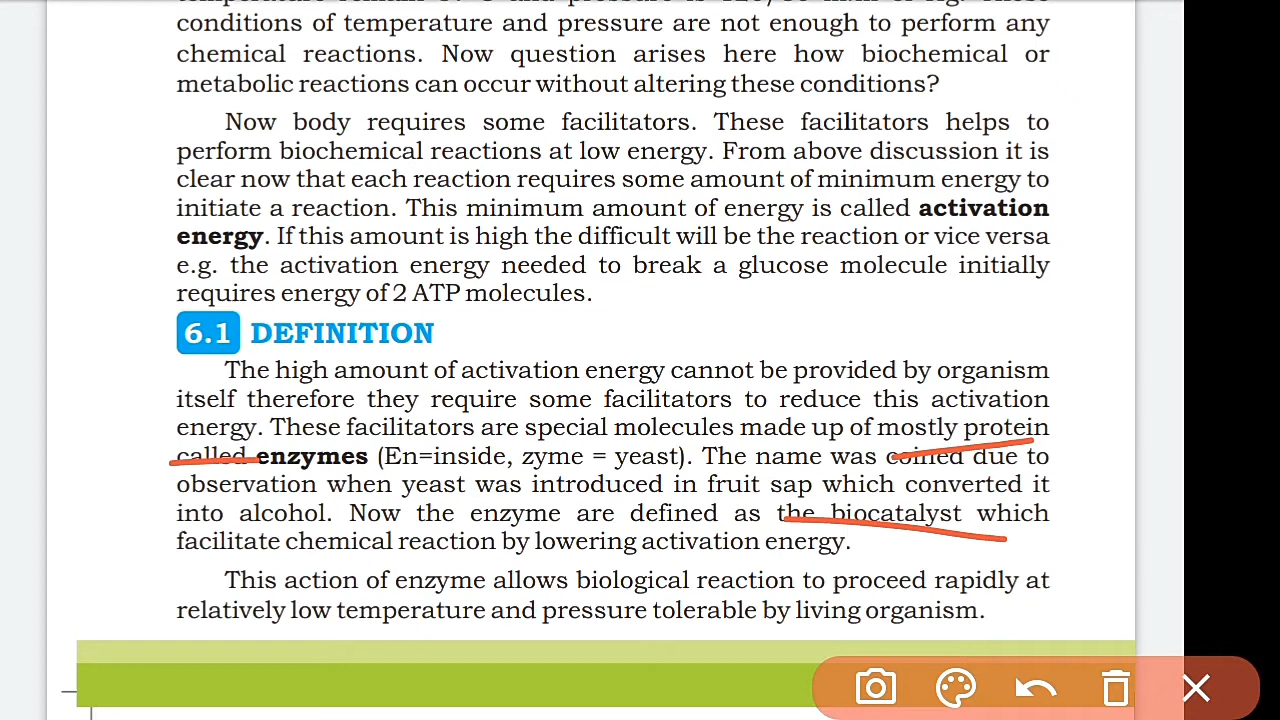 conditions of temperature and pressure are not enough to perform any
chemical reactions. Now question arises here how biochemical or
metabolic reactions can occur without altering these conditions?
Now body requires some facilitators. These facilitators helps to
perform biochemical reactions at low energy. From above discussion it is
clear now that each reaction requires some amount of minimum energy to
initiate a reaction. This minimum amount of energy is called activation
energy. If this amount is high the difficult will be the reaction or vice versa
e.g. the activation energy needed to break a glucose molecule initially
requires energy of 2 ATP molecules.
6.1 DEFINITION
The high amount of activation energy cannot be provided by organism
itself therefore they require some facilitators to reduce this activation
energy. These facilitators are special molecules made up of mostly protein
called enzymes (En=inside, zyme = yeast). The name was coined due to
observation when yeast was introduced in fruit sap which converted it
into alcohol. Now the enzyme are defined as the biocatalyst which
facilitate chemical reaction by lowering activation energy.
This action of enzyme allows biological reaction to proceed rapidly at
relatively low temperature and pressure tolerable by living organism.